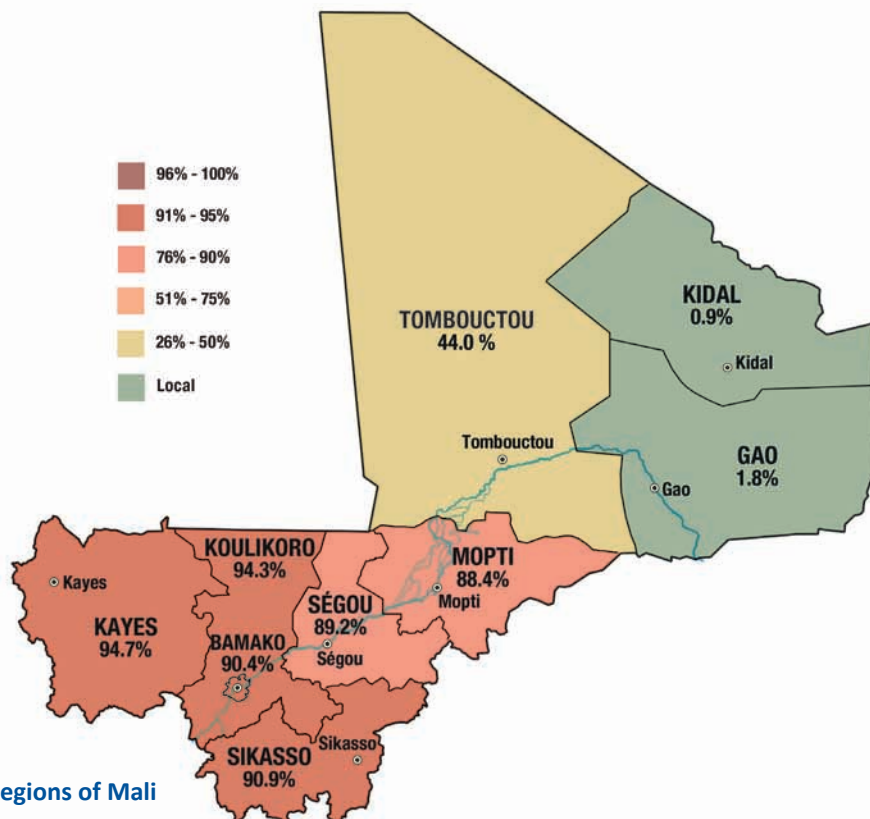 96% - 100%
91% - 95%
76% - 90%
51% - 75%
26% - 50%
Local
TOMBOUCTOU
44.0 %
KIDAL
0.9%
Kidal
Tombouctou
GAO
1.8%
Gao
KOULIKORO
94.3%
MOPTI
88.4%
Mopti
Kayes
KAYES
94.7%
SÉGOU
89.2%
Ségou
BAMAKO
90.4%
SIKASSO
90.9%
Sikasso
egions of Mali